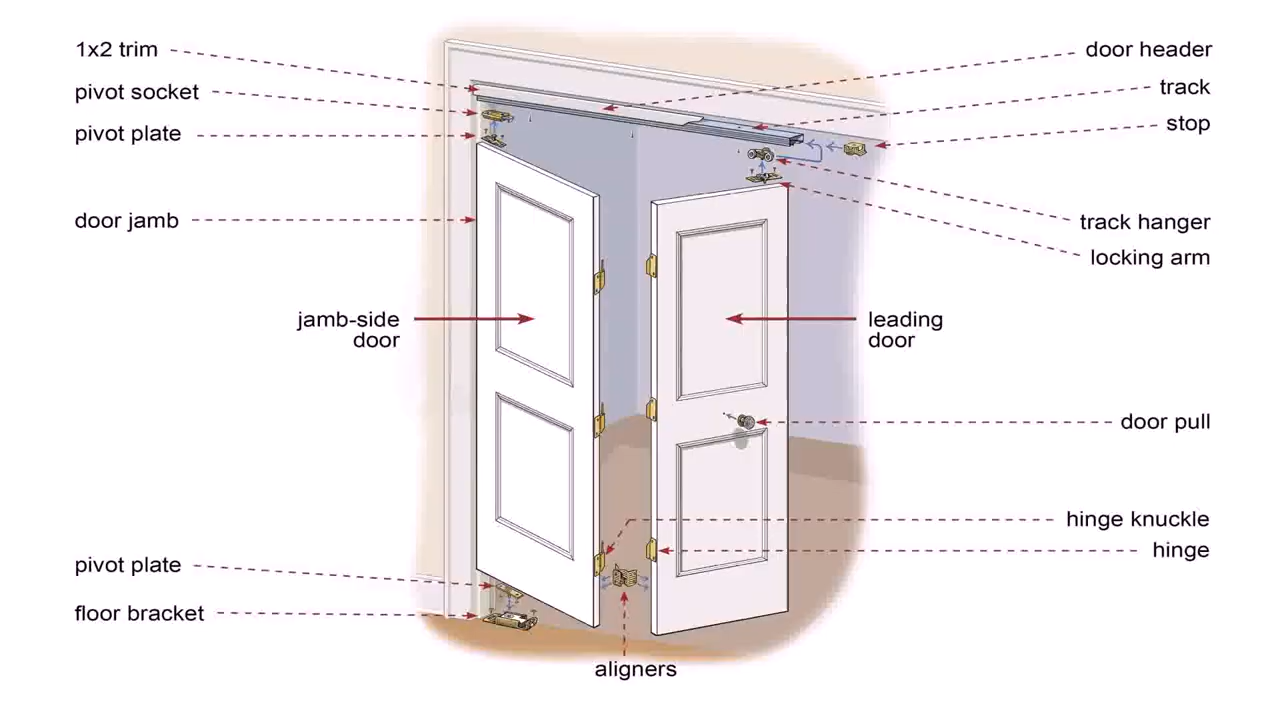 1x2 trim
door header
pivot socket
track
pivot plate
stop
door jamb
track hanger
locking arm
jamb-side
door
leading
door
door pull
hinge knuckle
hinge
pivot plate
floor bracket
aligners